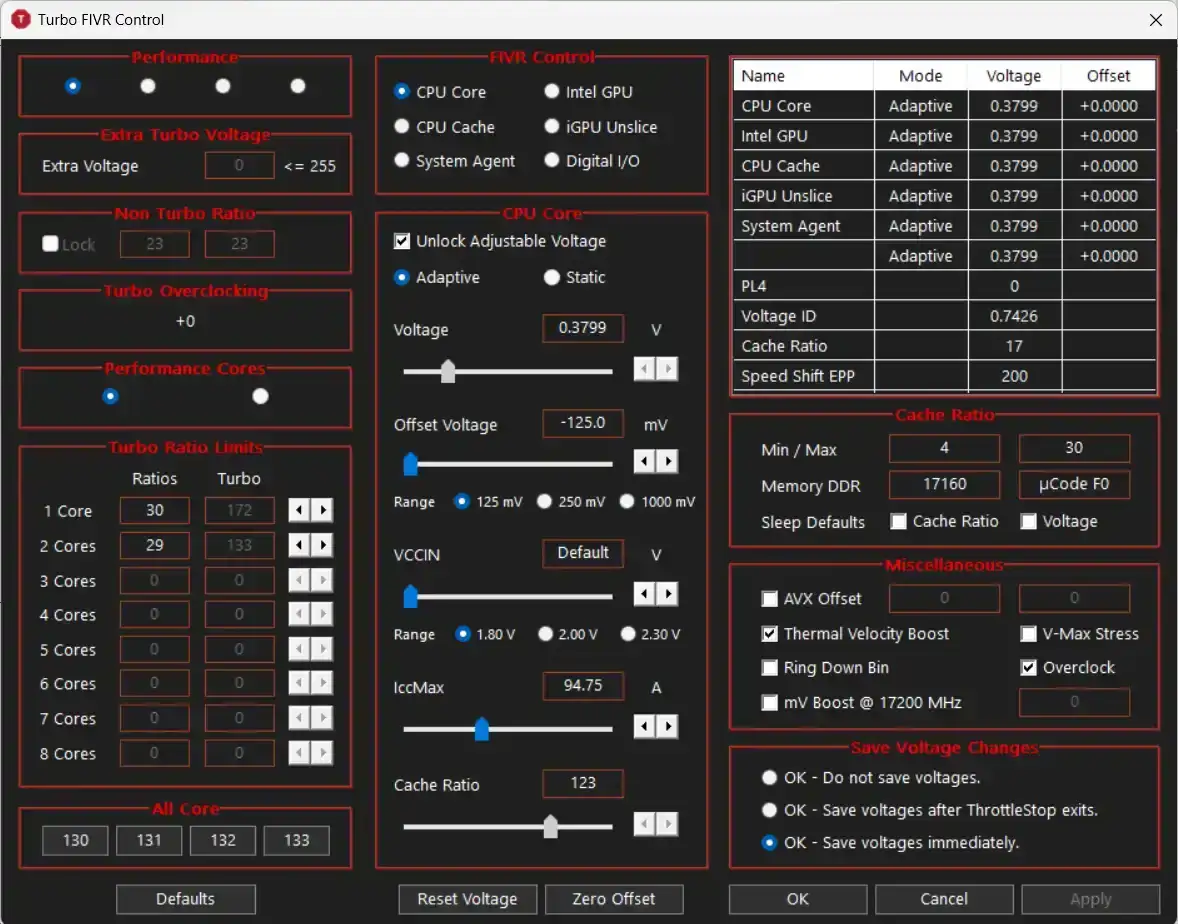 Turbo FIVR Control
Performance
Extra Turbo Voltage
Extra Voltage 0 <= 255
Non Turbo Ratio
Lock 23 23
Turbo Overclocking
+0
Performance Cores
Turbo Ratio Limits
Ratios Turbo
1 Core 30 172
2 Cores 29 133
3 Cores 0 0
4 Cores 0 0
5 Cores 0 0
6 Cores 0 0
7 Cores 0 0
8 Cores 0 0
All Core
130 131 132 133
Defaults
FIVR Control
CPU Core Intel GPU
CPU Cache iGPU Unslice
System Agent Digital I/O
CPU Core
Unlock Adjustable Voltage
Adaptive Static
Voltage 0.3799 V
Offset Voltage -125.0 mV
Range 125 mV 250 mV 1000 mV
VCCIN Default V
Range 1.80 V 2.00 V 2.30 V
IccMax 94.75 A
Cache Ratio 123
Reset Voltage Zero Offset
Name Mode Voltage Offset
CPU Core Adaptive 0.3799 +0.0000
Intel GPU Adaptive 0.3799 +0.0000
CPU Cache Adaptive 0.3799 +0.0000
iGPU Unslice Adaptive 0.3799 +0.0000
System Agent Adaptive 0.3799 +0.0000
Adaptive 0.3799 +0.0000
PL4 0
Voltage ID 0.7426
Cache Ratio 17
Speed Shift EPP 200
Cache Ratio
Min / Max 4 30
Memory DDR 17160 µCode F0
Sleep Defaults Cache Ratio Voltage
Miscellaneous
AVX Offset 0 0
Thermal Velocity Boost V-Max Stress
Ring Down Bin Overclock
mV Boost @ 17200 MHz 0
Save Voltage Changes
OK - Do not save voltages.
OK - Save voltages after ThrottleStop exits.
OK - Save voltages immediately.
OK Cancel Apply